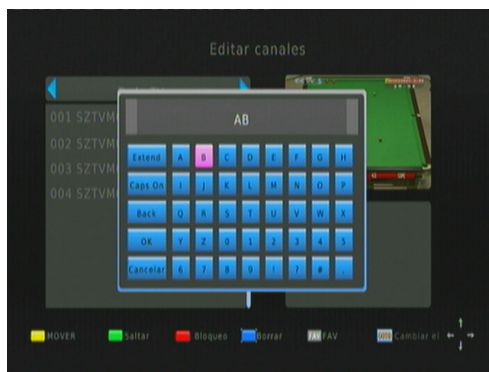 Editar canales
001 SZTVM
002 SZTVM
003 SZTVM
004 SZTVM
AB
Extend A B C D E F G H
Caps On I J K L M N O P
Back Q R S T U V W X
OK Y Z 0 1 2 3 4 5
Cancelar 6 7 8 9 ! ? # .
MOVER Saltar Bloqueo Borrar FAV FAV Cambiar el